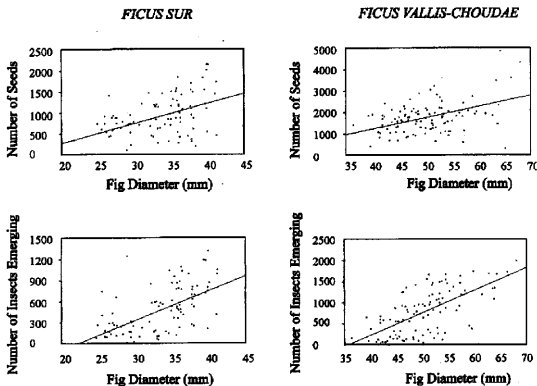 FICUS SUR
Number of Seeds
2500
2000
1500
1000
500
0
20 25 30 35 40 45
Fig Diameter (mm)
FICUS VALLIS-CHOUDAE
Number of Seeds
5000
4000
3000
2000
1000
0
35 40 45 50 55 60 65 70
Fig Diameter (mm)
Number of Insects Emerging
1500
1200
900
600
300
0
20 25 30 35 40 45
Fig Diameter (mm)
Number of Insects Emerging
2500
2000
1500
1000
500
0
35 40 45 50 55 60 65 70
Fig Diameter (mm)